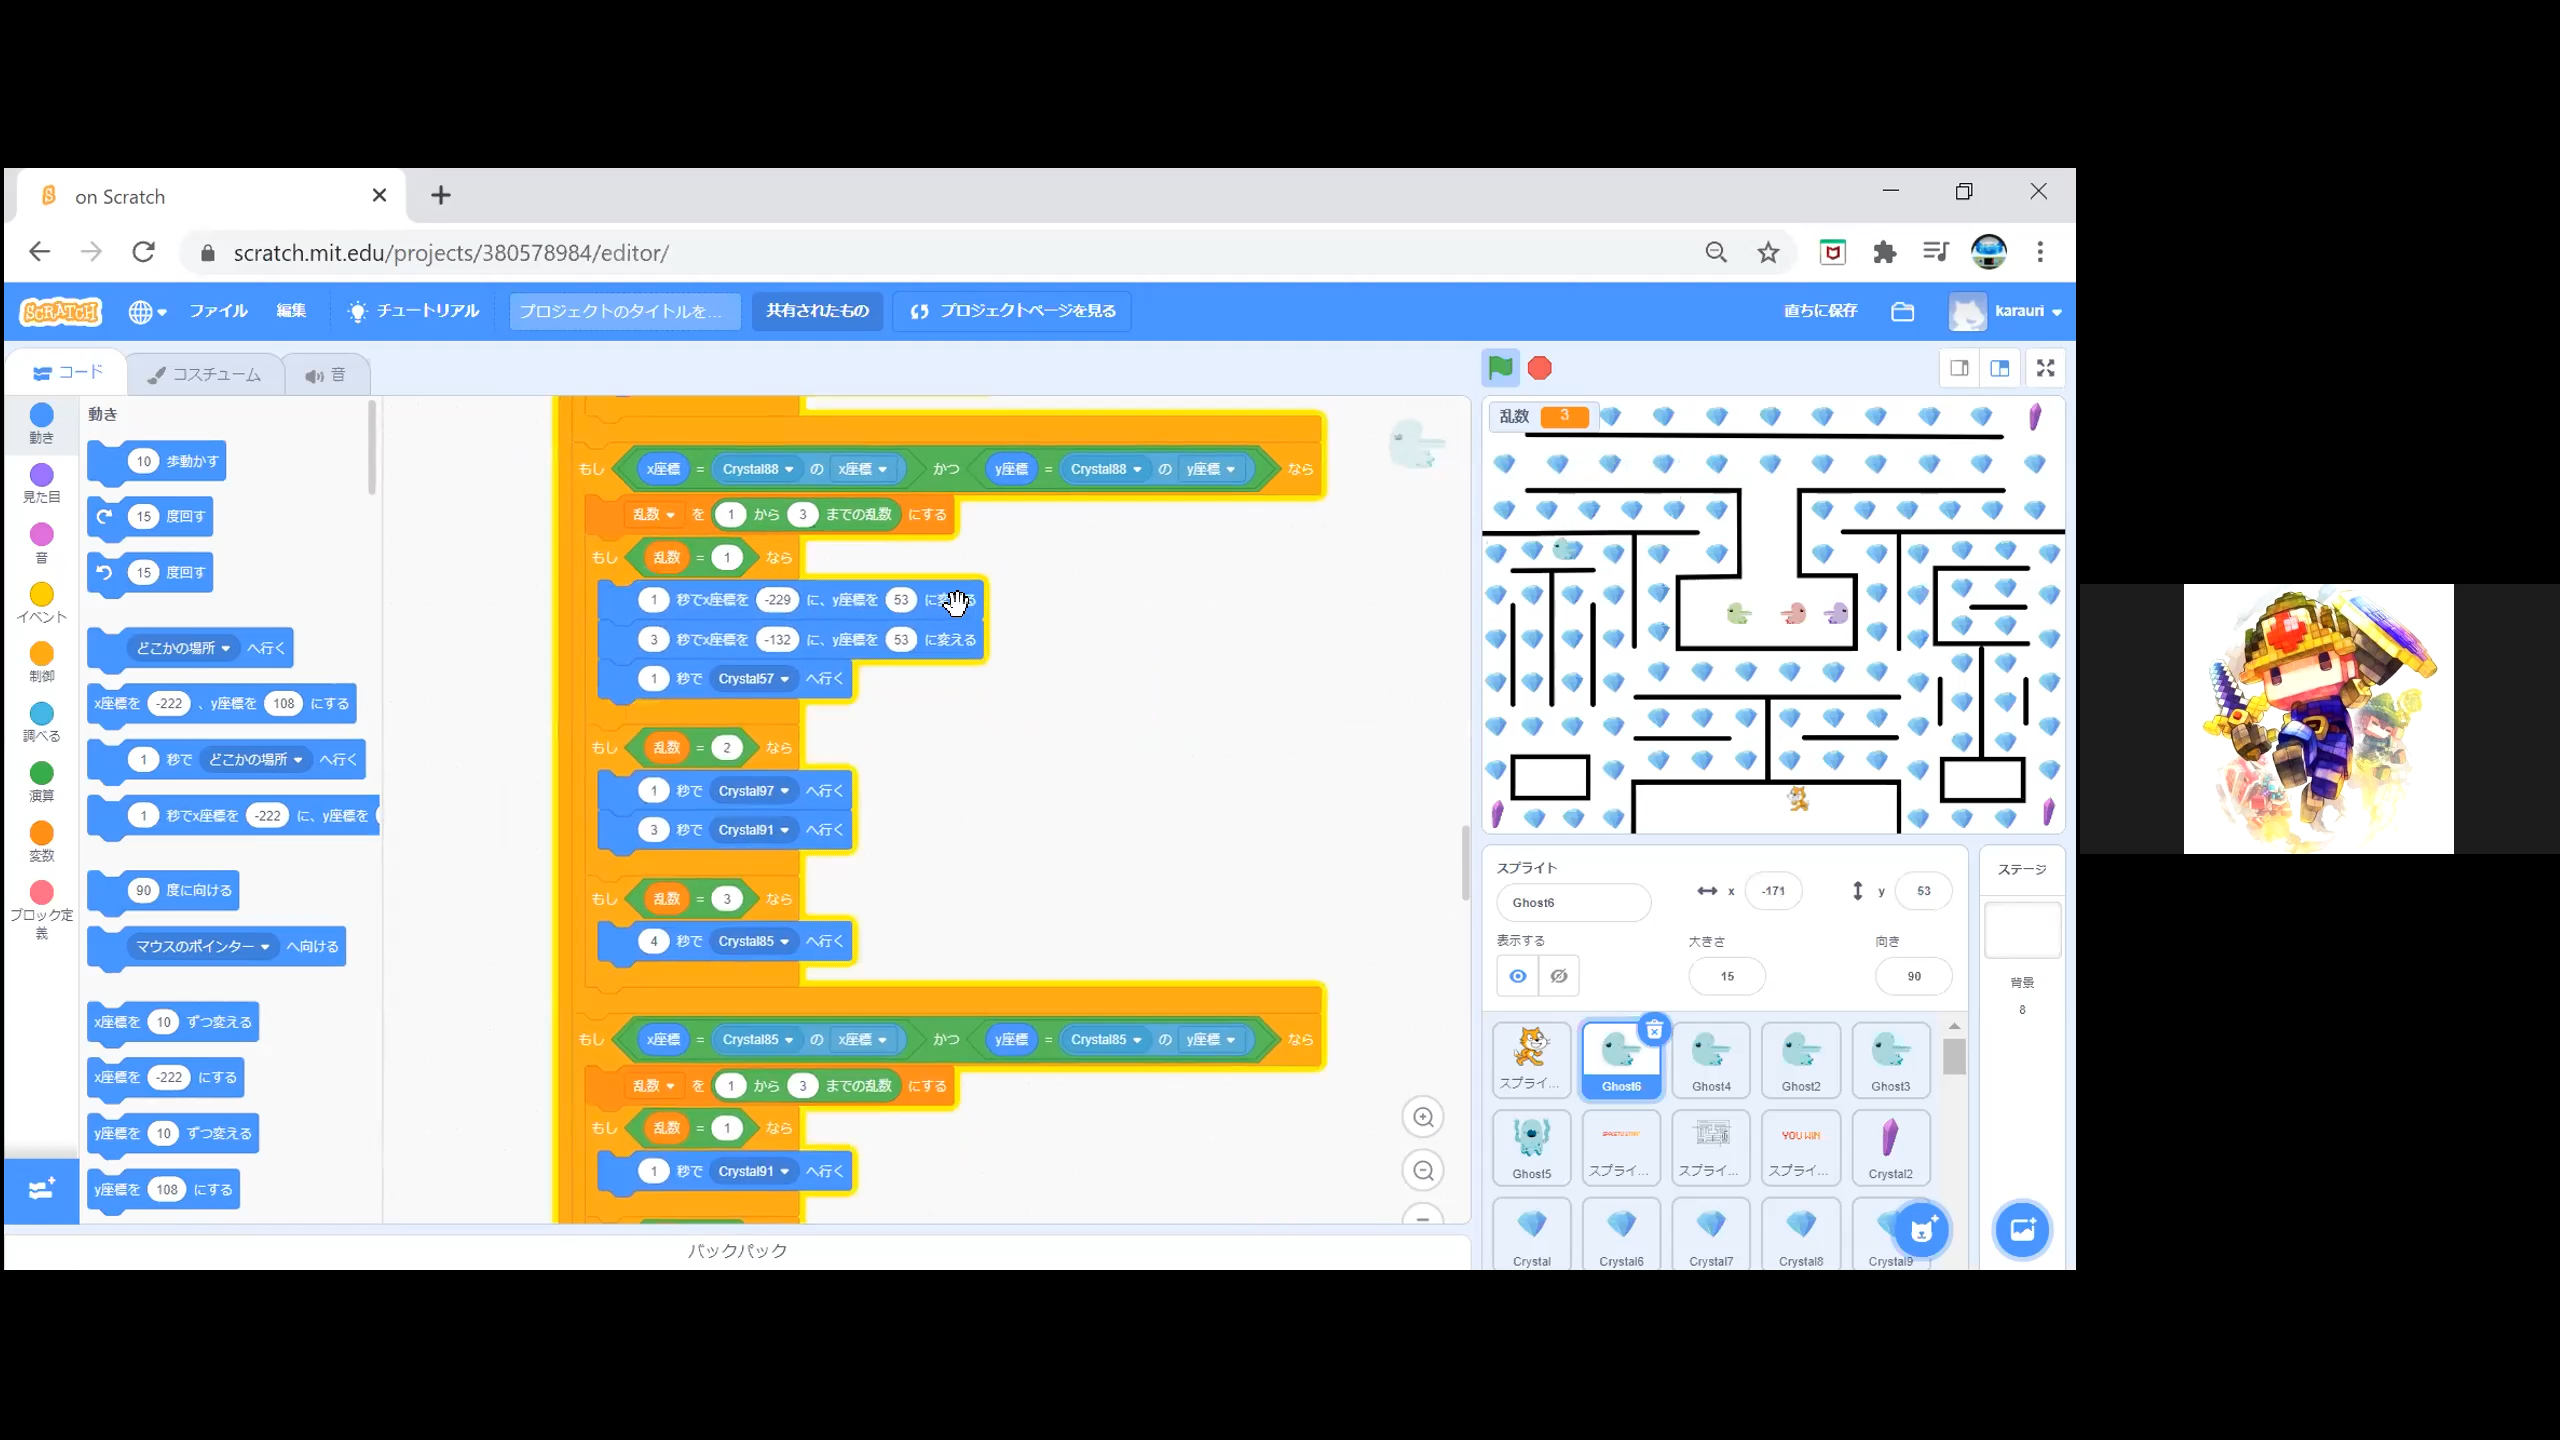 on Scratch
scratch.mit.edu/projects/380578984/editor/
SCRATCH ファイル 編集 チュートリアル プロジェクトのタイトルを... 共有されたもの プロジェクトページを見る 直ちに保存 karauri
コード コスチューム 音
動き
見た目
音
イベント
制御
調べる
演算
変数
ブロック定
義
動き
10 歩動かす
15 度回す
15 度回す
どこかの場所 へ行く
x座標を -222 、y座標を 108 にする
1 秒で どこかの場所 へ行く
1 秒でx座標を -222 に、y座標を
90 度に向ける
マウスのポインター へ向ける
x座標を 10 ずつ変える
x座標を -222 にする
y座標を 10 ずつ変える
y座標を 108 にする
もし x座標 = Crystal88 の x座標 かつ y座標 = Crystal88 の y座標 なら
乱数 を 1 から 3 までの乱数 にする
もし 乱数 = 1 なら
1 秒でx座標を -229 に、y座標を 53 に変える
3 秒でx座標を -132 に、y座標を 53 に変える
1 秒で Crystal57 へ行く
もし 乱数 = 2 なら
1 秒で Crystal97 へ行く
3 秒で Crystal91 へ行く
もし 乱数 = 3 なら
4 秒で Crystal85 へ行く
もし x座標 = Crystal85 の x座標 かつ y座標 = Crystal85 の y座標 なら
乱数 を 1 から 3 までの乱数 にする
もし 乱数 = 1 なら
1 秒で Crystal91 へ行く
バックパック
乱数 3
スプライト
Ghost6
x -171 y 53
表示する 大きさ 向き
15 90
スプライ... Ghost6 Ghost4 Ghost2 Ghost3
YOU WIN
Ghost5 スプライ... スプライ... スプライ... Crystal2
Crystal Crystal6 Crystal7 Crystal8 Crystal9
ステージ
背景
8